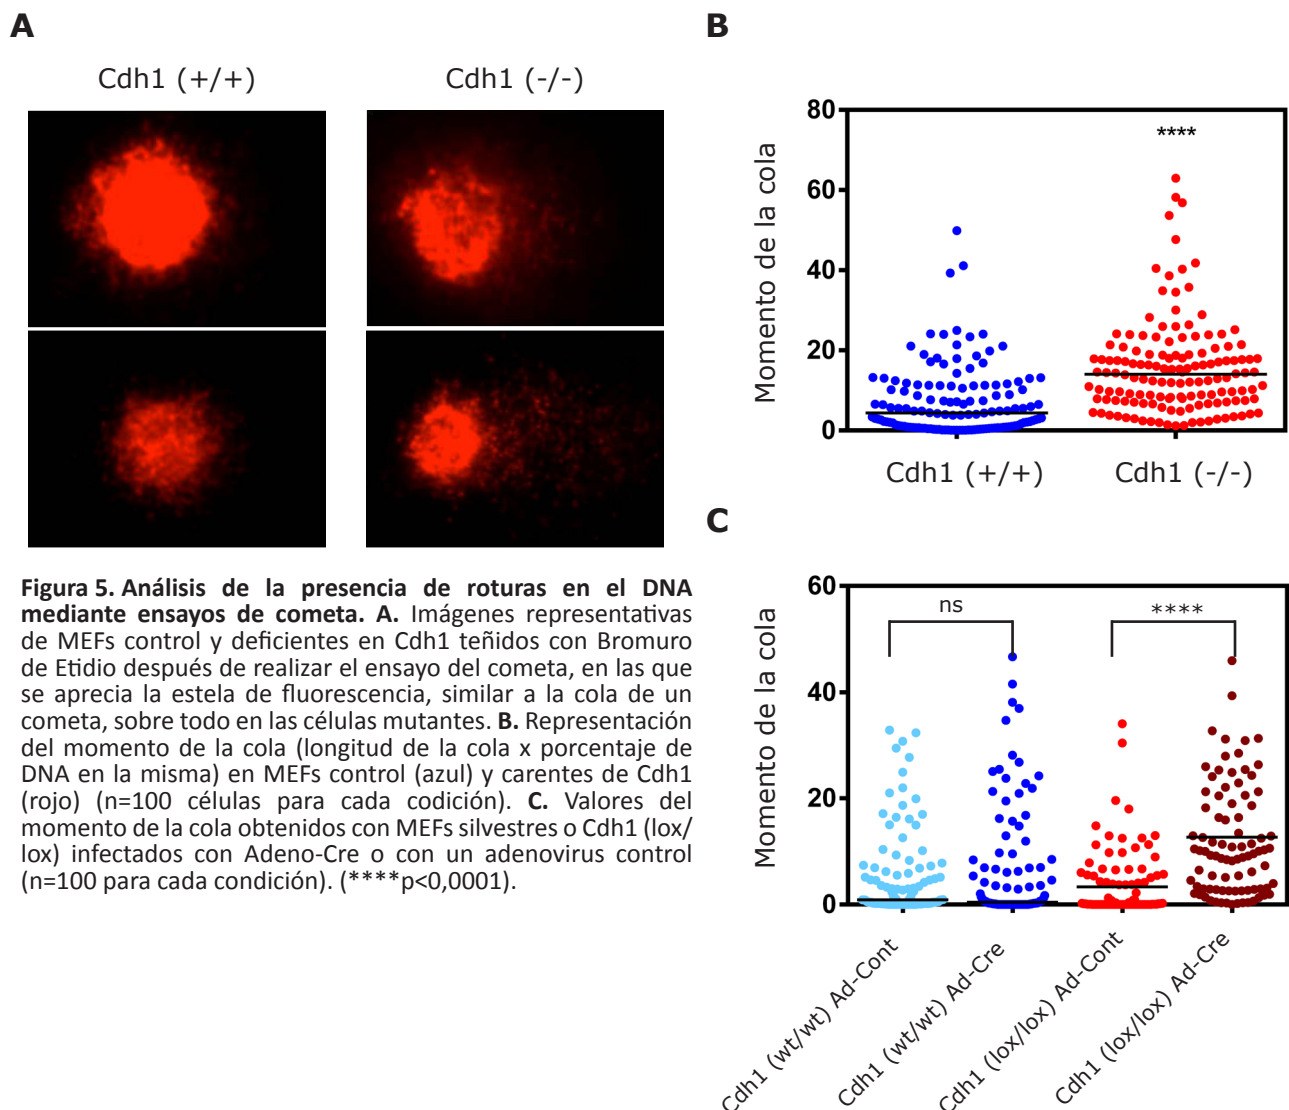 A
Cdh1 (+/+)
Cdh1 (-/-)
B
Momento de la cola
80
60
40
20
0
****
Cdh1 (+/+)
Cdh1 (-/-)
Figura 5. Análisis de la presencia de roturas en el DNA
mediante ensayos de cometa. A. Imágenes representativas
de MEFs control y deficientes en Cdh1 teñidos con Bromuro
de Etidio después de realizar el ensayo del cometa, en las que
se aprecia la estela de fluorescencia, similar a la cola de un
cometa, sobre todo en las células mutantes. B. Representación
del momento de la cola (longitud de la cola x porcentaje de
DNA en la misma) en MEFs control (azul) y carentes de Cdh1
(rojo) (n=100 células para cada codición). C. Valores del
momento de la cola obtenidos con MEFs silvestres o Cdh1 (lox/
lox) infectados con Adeno-Cre o con un adenovirus control
(n=100 para cada condición). (****p<0,0001).
C
Momento de la cola
60
40
20
0
ns
****
Cdh1 (wt/wt) Ad-Cont
Cdh1 (wt/wt) Ad-Cre
Cdh1 (lox/lox) Ad-Cont
Cdh1 (lox/lox) Ad-Cre